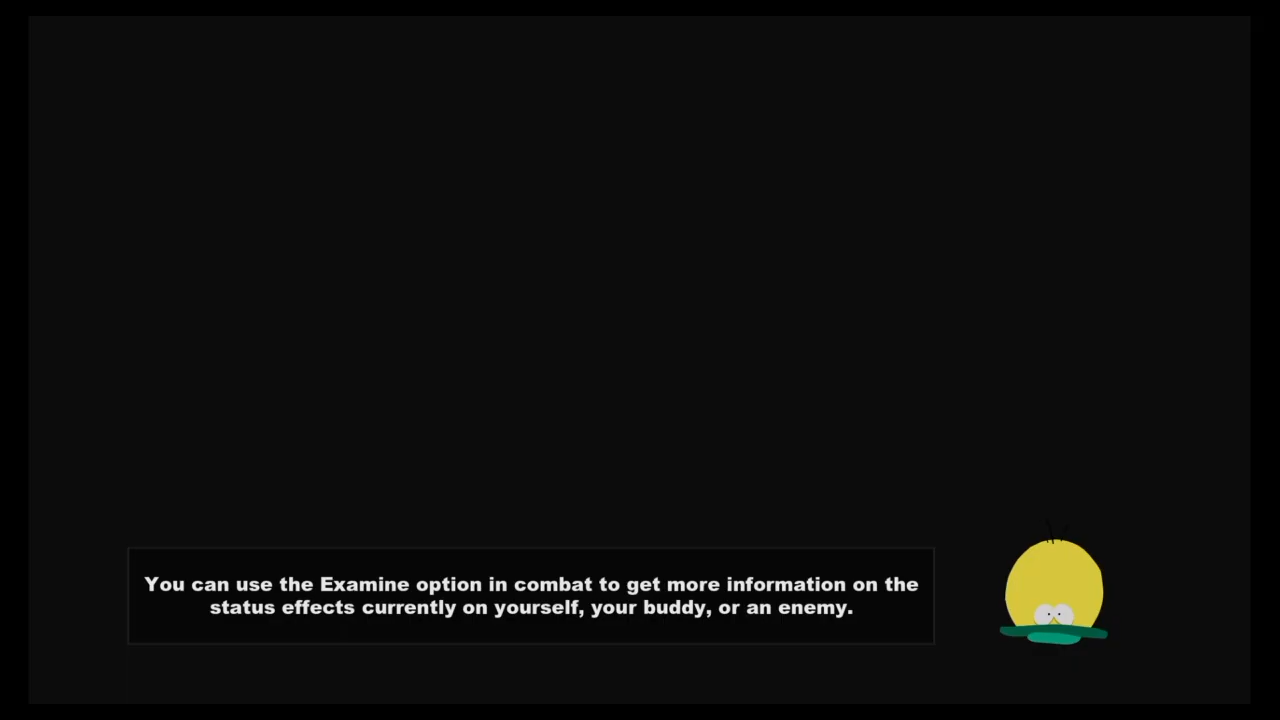 You can use the Examine option in combat to get more information on the
status effects currently on yourself, your buddy, or an enemy.